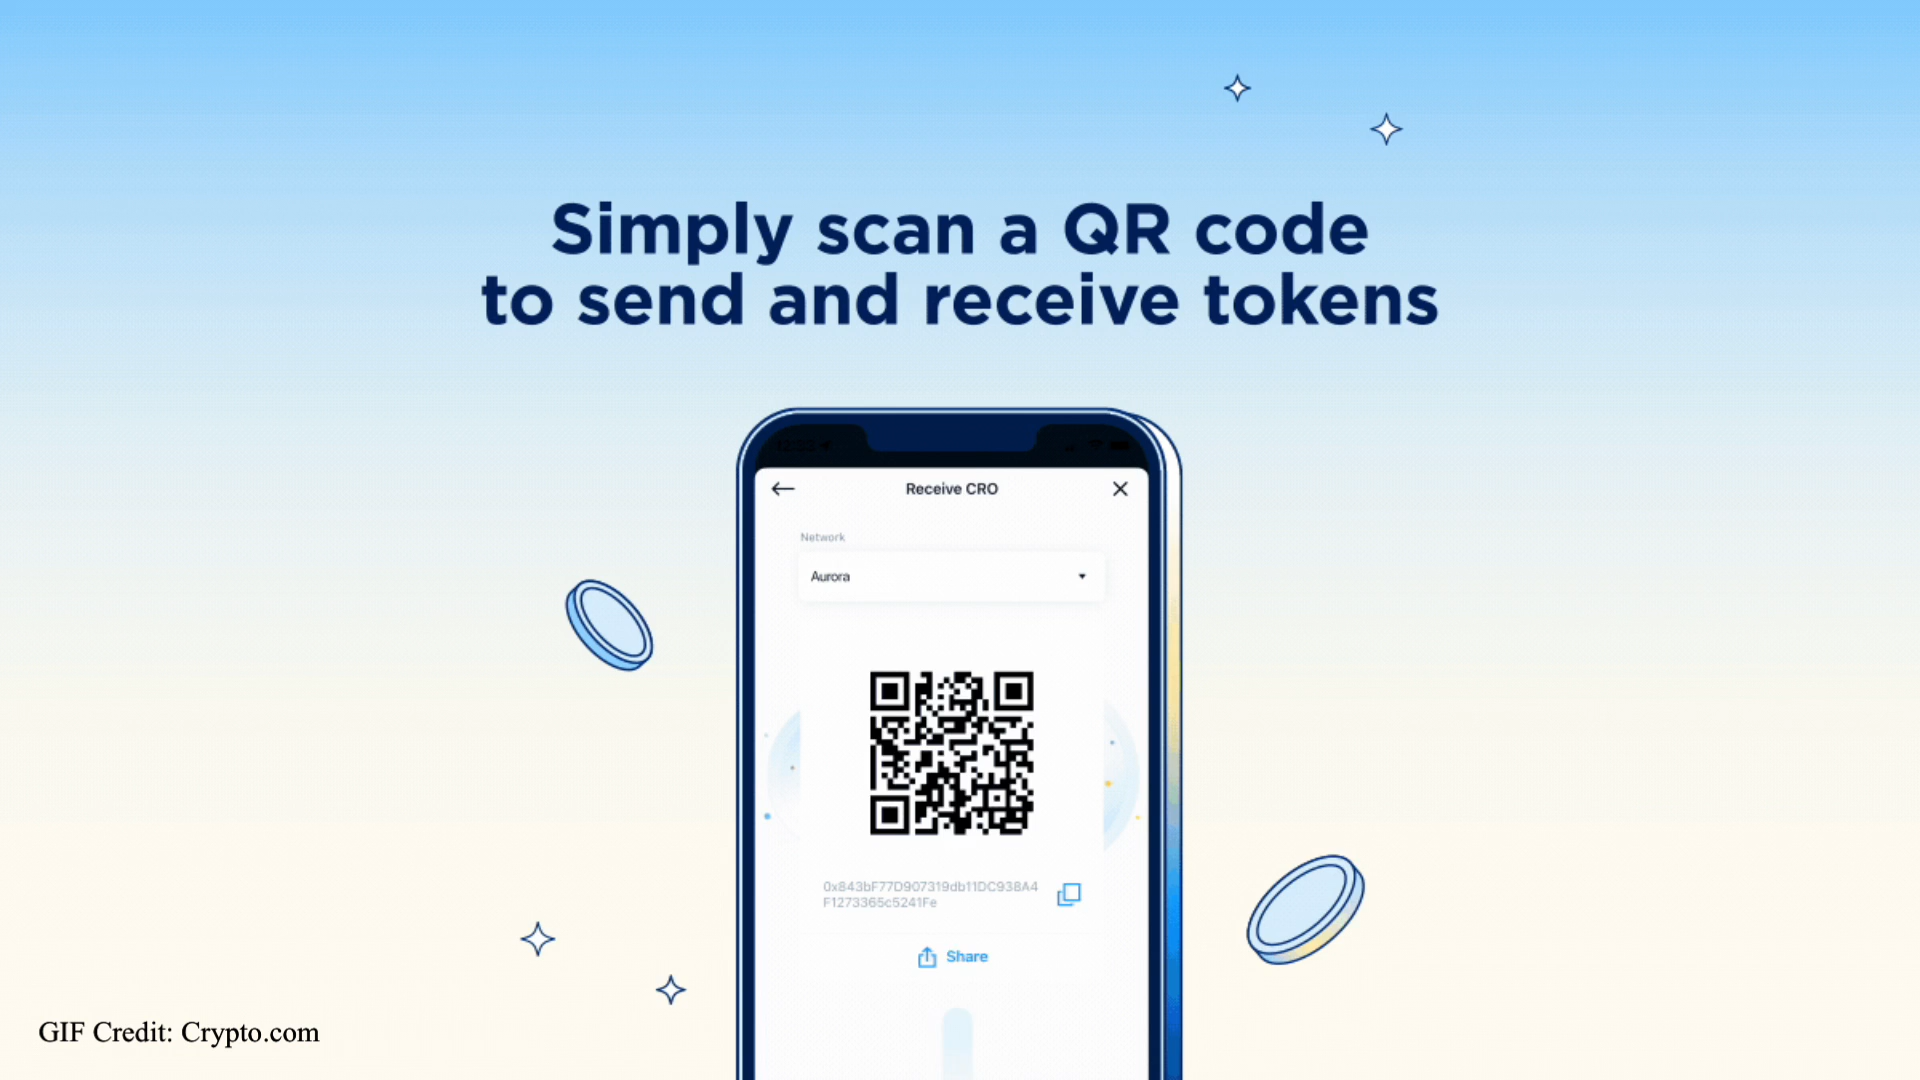 Simply scan a QR code
to send and receive tokens
Receive CRO
Network
Aurora
0x843bF77D907319db11DC938A4
F1273365c5241Fe
Share
GIF Credit: Crypto.com